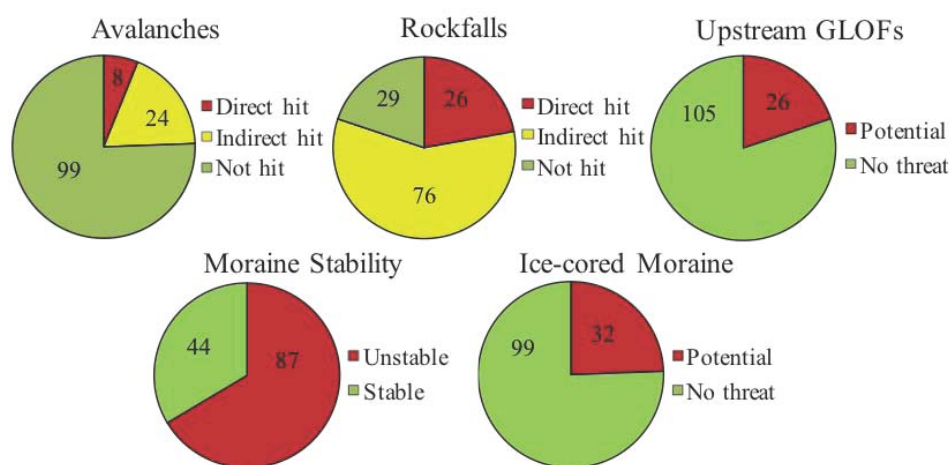 Avalanches
8
24
99
Direct hit
Indirect hit
Not hit
Rockfalls
29
26
76
Direct hit
Indirect hit
Not hit
Upstream GLOFs
105
26
Potential
No threat
Moraine Stability
44
87
Unstable
Stable
Ice-cored Moraine
99
32
Potential
No threat